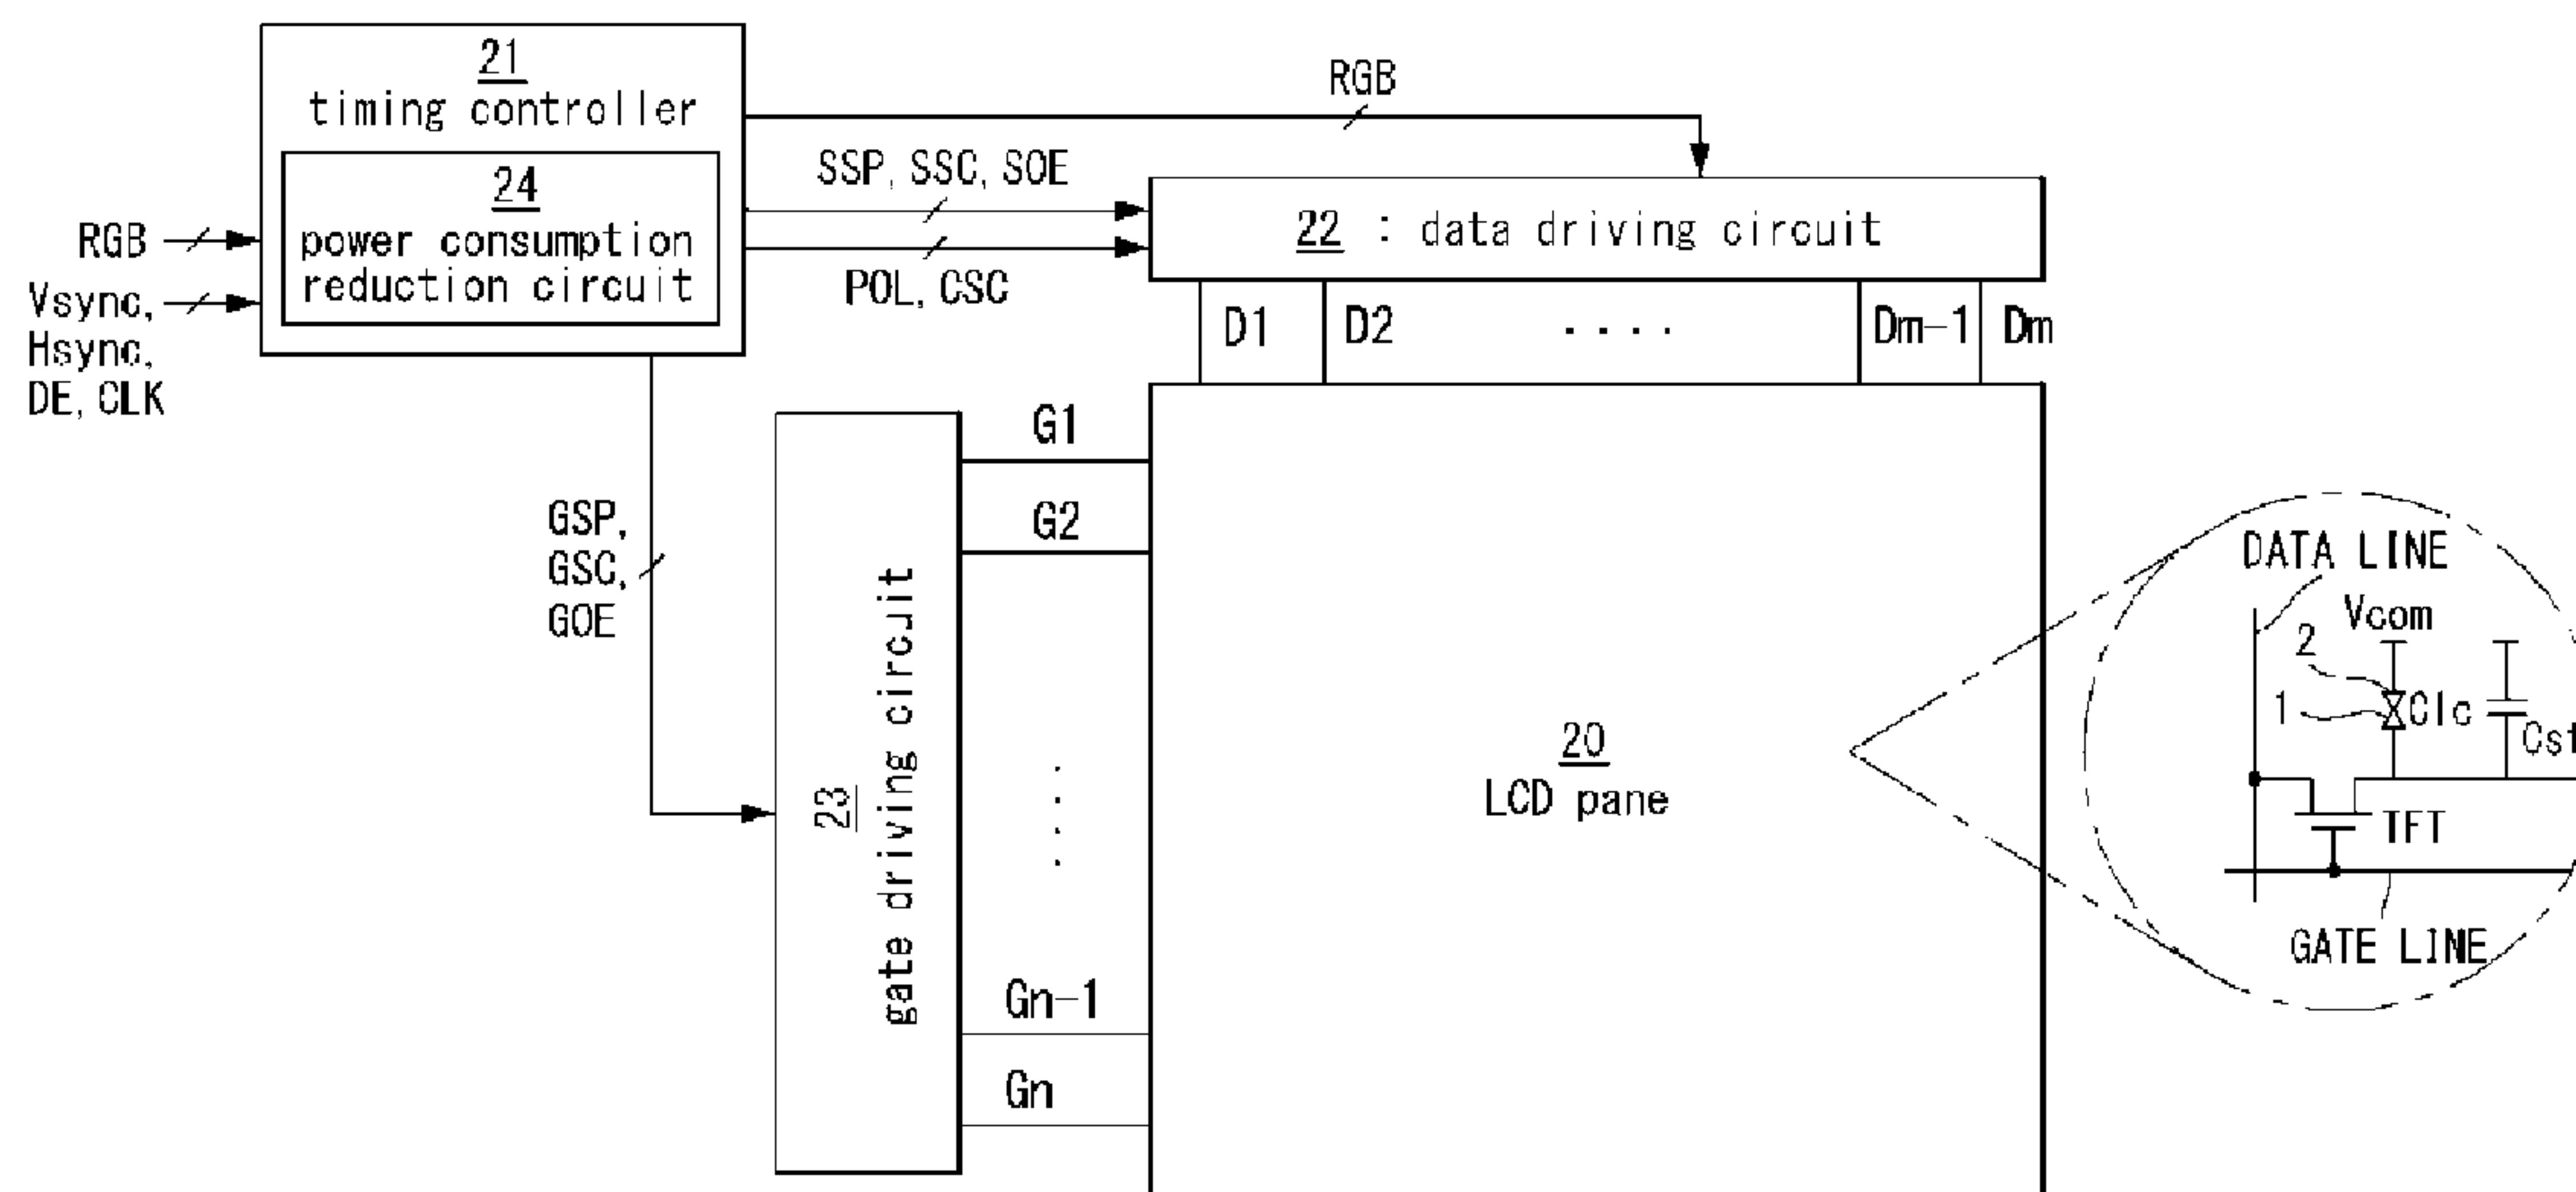 21
timing controller
24
power consumption
reduction circuit
RGB
Vsync,
Hsync,
DE, CLK
RGB
SSP, SSC, SOE
POL, CSC
22 : data driving circuit
D1 D2 ···· Dm-1 Dm
GSP,
GSC,
GOE
23
gate driving circuit
G1
G2
Gn-1
Gn
20
LCD pane
DATA LINE
Vcom
2
1
Clc
TFT
GATE LINE